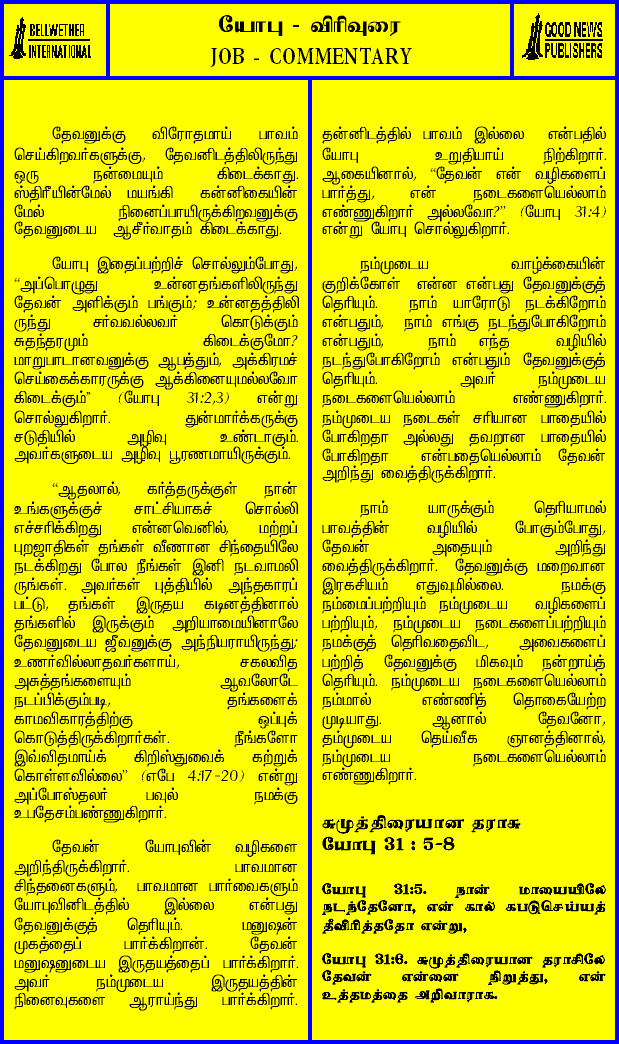 BELLWETHER
INTERNATIONAL
யோபு - விரிவுரை
JOB - COMMENTARY
GOOD NEWS
PUBLISHERS
தேவனுக்கு விரோதமாய் பாவம்
செய்கிறவர்களுக்கு, தேவனிடத்திலிருந்து
ஒரு நன்மையும் கிடைக்காது.
ஸ்திரீயின்மேல் மயங்கி கன்னிகையின்
மேல் நினைப்பாயிருக்கிறவனுக்கு
தேவனுடைய ஆசீர்வாதம் கிடைக்காது.
யோபு இதைப்பற்றிச் சொல்லும்போது,
“அப்பொழுது உன்னதங்களிலிருந்து
தேவன் அளிக்கும் பங்கும்; உன்னதத்திலி
ருந்து சர்வவல்லவர் கொடுக்கும்
சுதந்தரமும் கிடைக்குமோ?
மாறுபாடானவனுக்கு ஆபத்தும், அக்கிரமச்
செய்கைக்காரருக்கு ஆக்கினையுமல்லவோ
கிடைக்கும்” (யோபு 31:2,3) என்று
சொல்லுகிறார். துன்மார்க்கருக்கு
சடுதியில் அழிவு உண்டாகும்.
அவர்களுடைய அழிவு பூரணமாயிருக்கும்.
“ஆதலால், கர்த்தருக்குள் நான்
உங்களுக்குச் சாட்சியாகச் சொல்லி
எச்சரிக்கிறது என்னவெனில், மற்றப்
புறஜாதிகள் தங்கள் வீணான சிந்தையிலே
நடக்கிறது போல நீங்கள் இனி நடவாமலி
ருங்கள். அவர்கள் புத்தியில் அந்தகாரப்
பட்டு, தங்கள் இருதய கடினத்தினால்
தங்களில் இருக்கும் அறியாமையினாலே
தேவனுடைய ஜீவனுக்கு அந்நியராயிருந்து;
உணர்வில்லாதவர்களாய், சகலவித
அசுத்தங்களையும் ஆவலோடே
நடப்பிக்கும்படி, தங்களைக்
காமவிகாரத்திற்கு ஒப்புக்
கொடுத்திருக்கிறார்கள். நீங்களோ
இவ்விதமாய்க் கிறிஸ்துவைக் கற்றுக்
கொள்ளவில்லை” (எபே 4:17-20) என்று
அப்போஸ்தலர் பவுல் நமக்கு
உபதேசம்பண்ணுகிறார்.
தேவன் யோபுவின் வழிகளை
அறிந்திருக்கிறார். பாவமான
சிந்தனைகளும், பாவமான பார்வைகளும்
யோபுவினிடத்தில் இல்லை என்பது
தேவனுக்குத் தெரியும். மனுஷன்
முகத்தைப் பார்க்கிறான். தேவன்
மனுஷனுடைய இருதயத்தைப் பார்க்கிறார்.
அவர் நம்முடைய இருதயத்தின்
நினைவுகளை ஆராய்ந்து பார்க்கிறார்.
தன்னிடத்தில் பாவம் இல்லை என்பதில்
யோபு உறுதியாய் நிற்கிறார்.
ஆகையினால், “தேவன் என் வழிகளைப்
பார்த்து, என் நடைகளையெல்லாம்
எண்ணுகிறார் அல்லவோ?” (யோபு 31:4)
என்று யோபு சொல்லுகிறார்.
நம்முடைய வாழ்க்கையின்
குறிக்கோள் என்ன என்பது தேவனுக்குத்
தெரியும். நாம் யாரோடு நடக்கிறோம்
என்பதும், நாம் எங்கு நடந்துபோகிறோம்
என்பதும், நாம் எந்த வழியில்
நடந்துபோகிறோம் என்பதும் தேவனுக்குத்
தெரியும். அவர் நம்முடைய
நடைகளையெல்லாம் எண்ணுகிறார்.
நம்முடைய நடைகள் சரியான பாதையில்
போகிறதா அல்லது தவறான பாதையில்
போகிறதா என்பதையெல்லாம் தேவன்
அறிந்து வைத்திருக்கிறார்.
நாம் யாருக்கும் தெரியாமல்
பாவத்தின் வழியில் போகும்போது,
தேவன் அதையும் அறிந்து
வைத்திருக்கிறார். தேவனுக்கு மறைவான
இரகசியம் எதுவுமில்லை. நமக்கு
நம்மைப்பற்றியும் நம்முடைய வழிகளைப்
பற்றியும், நம்முடைய நடைகளைப்பற்றியும்
நமக்குத் தெரிவதைவிட, அவைகளைப்
பற்றித் தேவனுக்கு மிகவும் நன்றாய்த்
தெரியும். நம்முடைய நடைகளையெல்லாம்
நம்மால் எண்ணித் தொகையேற்ற
முடியாது. ஆனால் தேவனோ,
தம்முடைய தெய்வீக ஞானத்தினால்,
நம்முடைய நடைகளையெல்லாம்
எண்ணுகிறார்.
சுமுத்திரையான தராசு
யோபு 31 : 5-8
யோபு 31:5. நான் மாயையிலே
நடந்தேனோ, என் கால் கபடுசெய்யத்
தீவிரித்ததோ என்று,
யோபு 31:6. சுமுத்திரையான தராசிலே
தேவன் என்னை நிறுத்து, என்
உத்தமத்தை அறிவாராக.